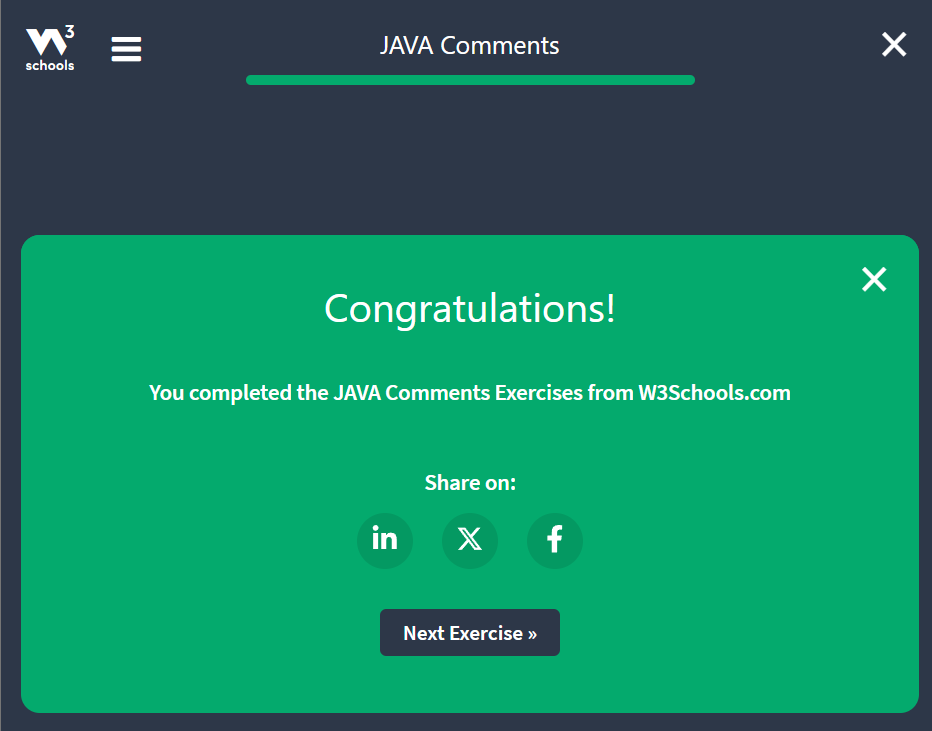 W3
schools
JAVA Comments
Congratulations!
You completed the JAVA Comments Exercises from W3Schools.com
Share on:
in
X
f
Next Exercise »